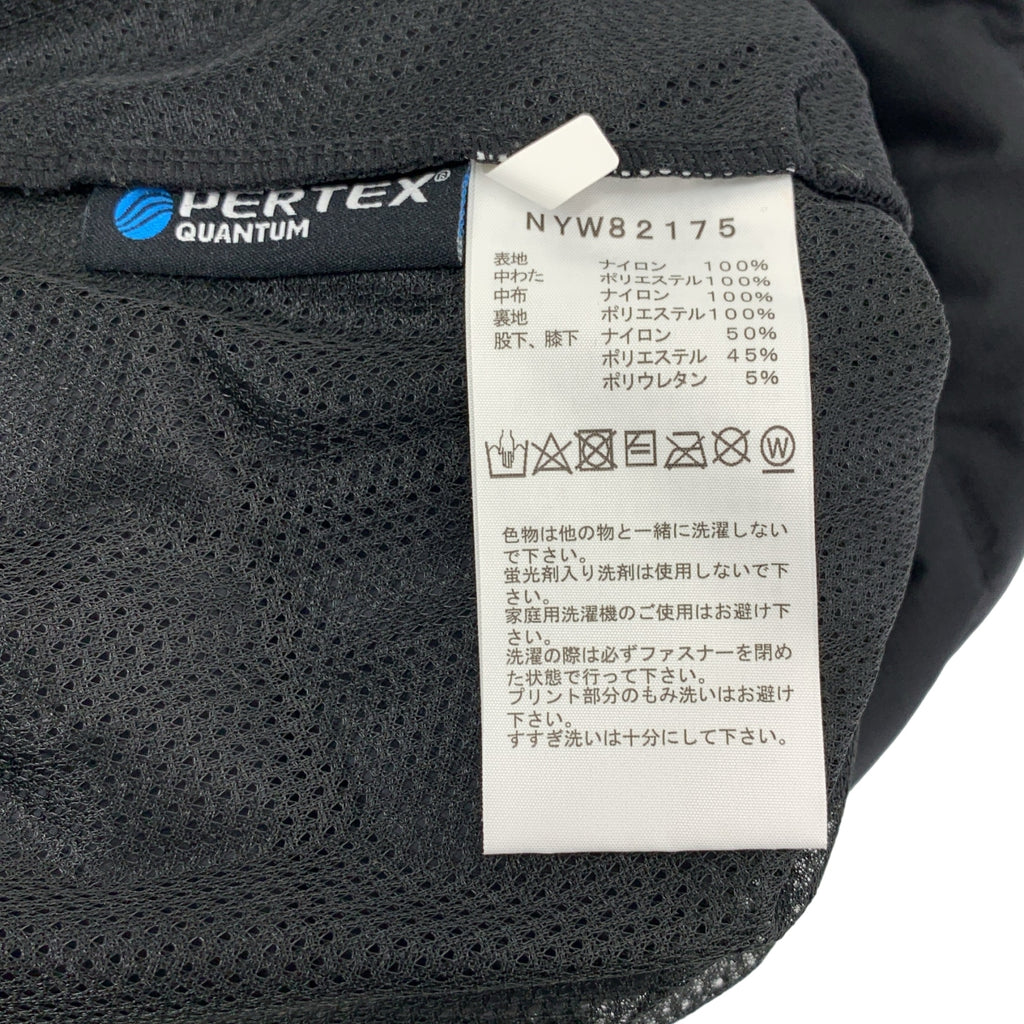 PERTEX®
QUANTUM
NYW82175
表地 ナイロン 100%
中わた ポリエステル100%
中布 ナイロン 100%
裏地 ポリエステル100%
股下、膝下 ナイロン 50%
ポリエステル 45%
ポリウレタン 5%
W
色物は他の物と一緒に洗濯しない
で下さい。
蛍光剤入り洗剤は使用しないで下
さい。
家庭用洗濯機のご使用はお避け下
さい。
洗濯の際は必ずファスナーを閉め
た状態で行って下さい。
プリント部分のもみ洗いはお避け
下さい。
すすぎ洗いは十分にして下さい。